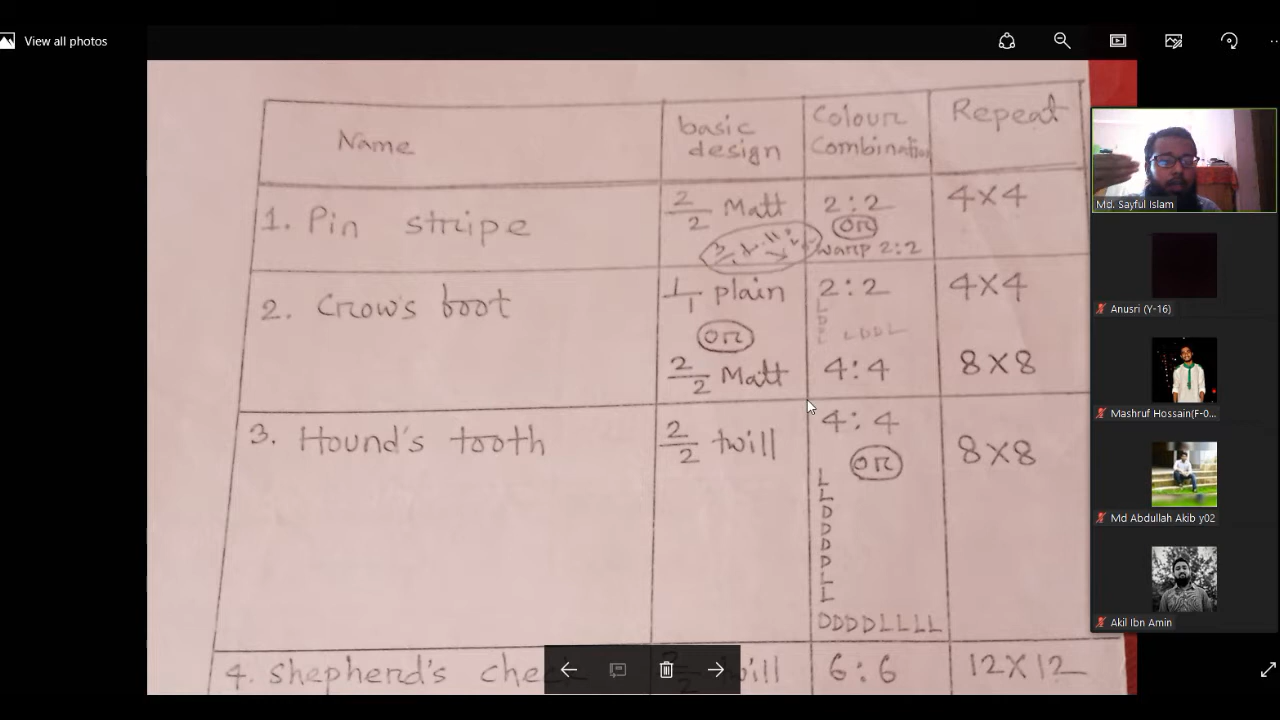 View all photos
Name
basic design
Colour Combination
Repeat
1. Pin stripe
2/2 Matt
2:2
OR
warp 2:2
4X4
2. Crow's foot
1/1 plain
OR
2/2 Matt
2:2
L
D
D
L
LDDL
4:4
4X4
8X8
3. Hound's tooth
2/2 twill
4:4
OR
L
L
D
D
D
D
L
L
DDDDLLLL
8X8
4. Shepherd's chec
twill
6:6
12X12
Md. Sayful Islam
Anusri (Y-16)
Mashruf Hossain(F-0...
Md Abdullah Akib y02
Akil Ibn Amin